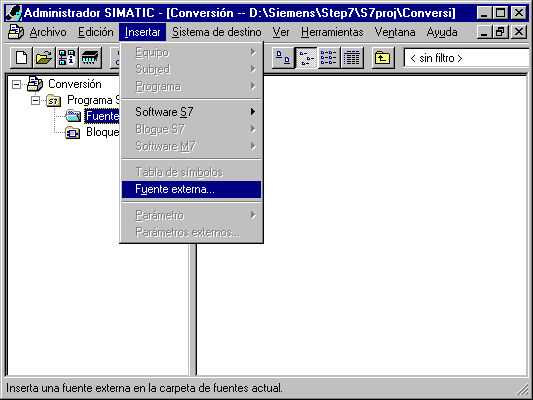 Administrador SIMATIC - [Conversión -- D:\Siemens\Step7\S7proj\Conversi]
Archivo Edición Insertar Sistema de destino Ver Herramientas Ventana Ayuda
< sin filtro >
Equipo
Subred
Programa
Software S7
Bloque S7
Software M7
Tabla de símbolos
Fuente externa...
Parámetro
Parámetros externos...
Conversión
S7 Programa S
Fuente
Bloque
Inserta una fuente externa en la carpeta de fuentes actual.